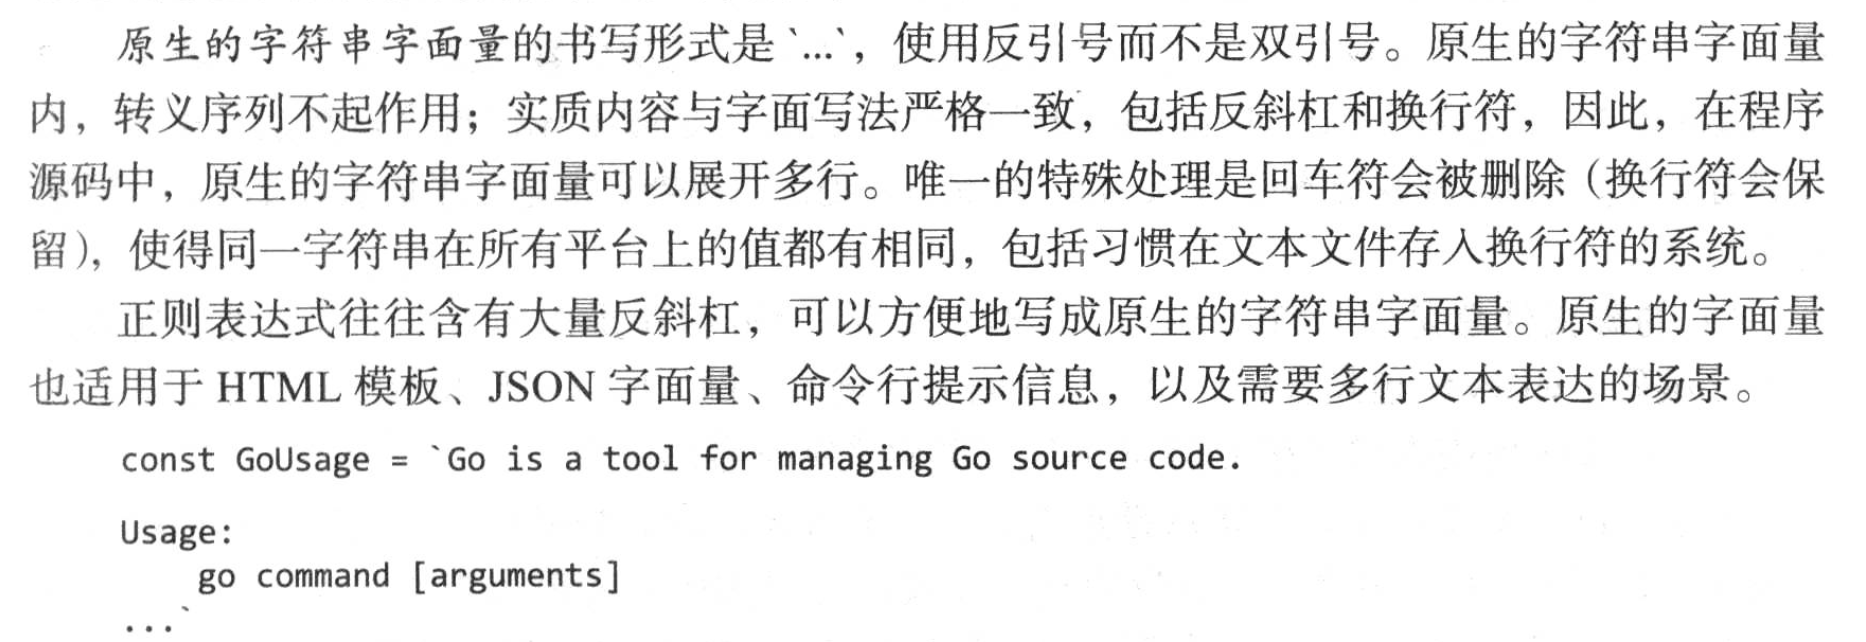 原生的字符串字面量的书写形式是`...`，使用反引号而不是双引号。原生的字符串字面量
内，转义序列不起作用；实质内容与字面写法严格一致，包括反斜杠和换行符，因此，在程序
源码中，原生的字符串字面量可以展开多行。唯一的特殊处理是回车符会被删除（换行符会保
留），使得同一字符串在所有平台上的值都有相同，包括习惯在文本文件存入换行符的系统。
正则表达式往往含有大量反斜杠，可以方便地写成原生的字符串字面量。原生的字面量
也适用于 HTML 模板、JSON 字面量、命令行提示信息，以及需要多行文本表达的场景。
const GoUsage = `Go is a tool for managing Go source code.
Usage:
    go command [arguments]
...`